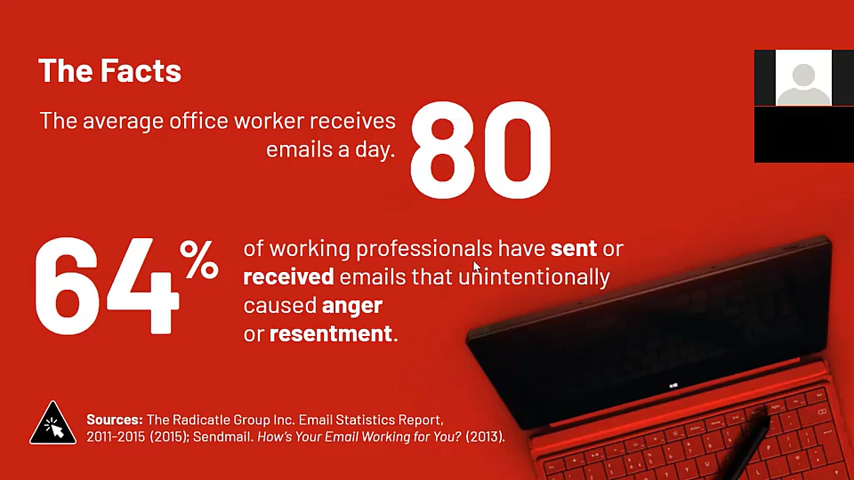 The Facts
The average office worker receives
emails a day.
80
64%
of working professionals have sent or
received emails that unintentionally
caused anger
or resentment.
Sources: The Radicatle Group Inc. Email Statistics Report,
2011-2015 (2015); Sendmail. How's Your Email Working for You? (2013).